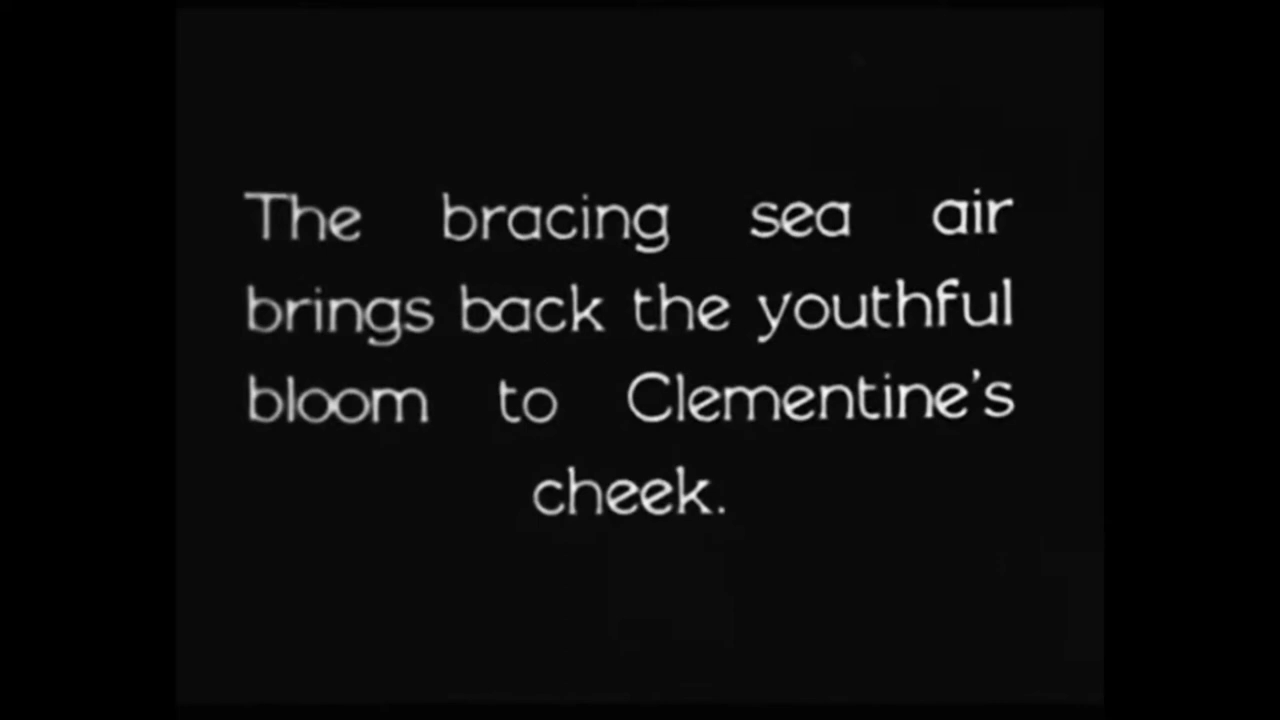 The bracing sea air
brings back the youthful
bloom to Clementine's
cheek.